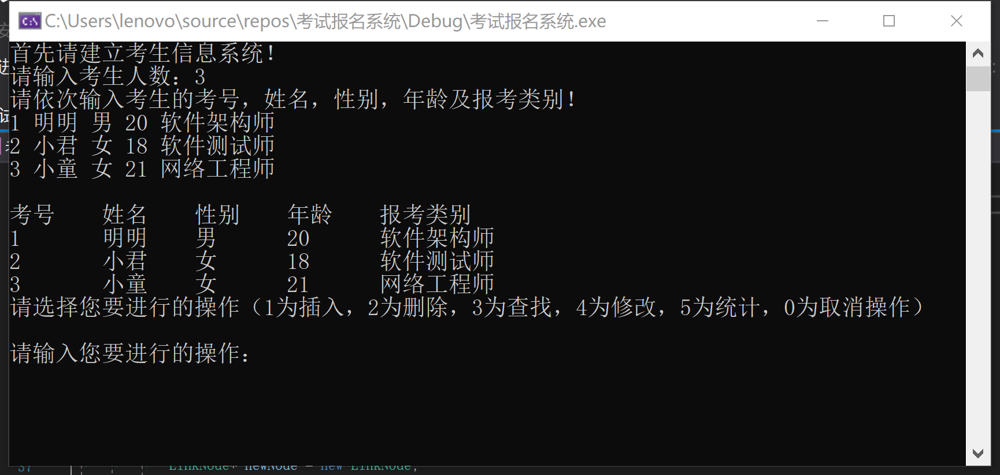 C:\Users\lenovo\source\repos\考试报名系统\Debug\考试报名系统.exe
首先请建立考生信息系统！
请输入考生人数：3
请依次输入考生的考号，姓名，性别，年龄及报考类别！
1 明明 男 20 软件架构师
2 小君 女 18 软件测试师
3 小童 女 21 网络工程师
考号 姓名 性别 年龄 报考类别
1 明明 男 20 软件架构师
2 小君 女 18 软件测试师
3 小童 女 21 网络工程师
请选择您要进行的操作（1为插入，2为删除，3为查找，4为修改，5为统计，0为取消操作）
请输入您要进行的操作：
37 LinkNode* newNode = new LinkNode;